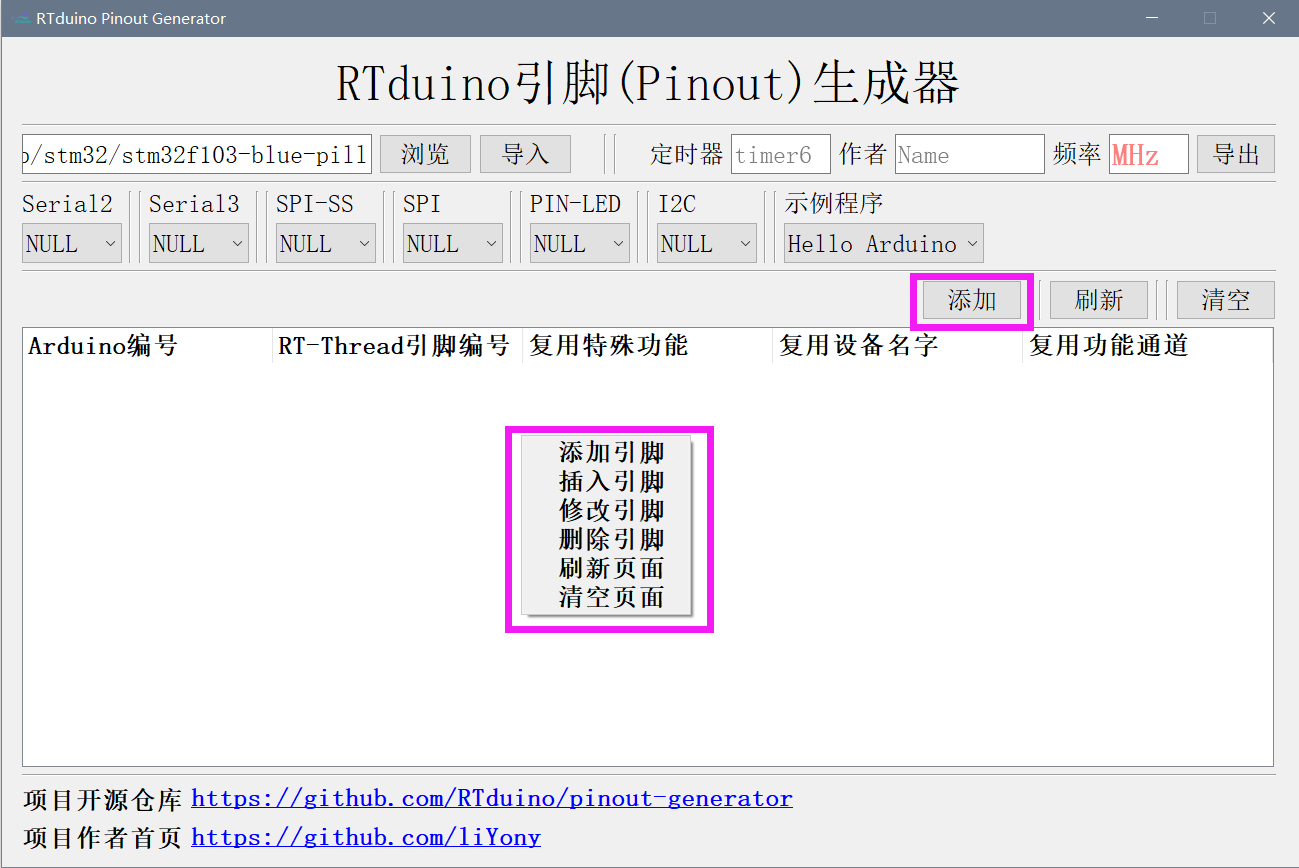 RTduino Pinout Generator
RTduino引脚(Pinout)生成器
/stm32/stm32f103-blue-pill 浏览 导入 定时器 timer6 作者 Name 频率 MHz 导出
Serial2 Serial3 SPI-SS SPI PIN-LED I2C 示例程序
NULL NULL NULL NULL NULL NULL Hello Arduino
添加 刷新 清空
Arduino编号 RT-Thread引脚编号 复用特殊功能 复用设备名字 复用功能通道
添加引脚
插入引脚
修改引脚
删除引脚
刷新页面
清空页面
项目开源仓库 https://github.com/RTduino/pinout-generator
项目作者首页 https://github.com/liYony